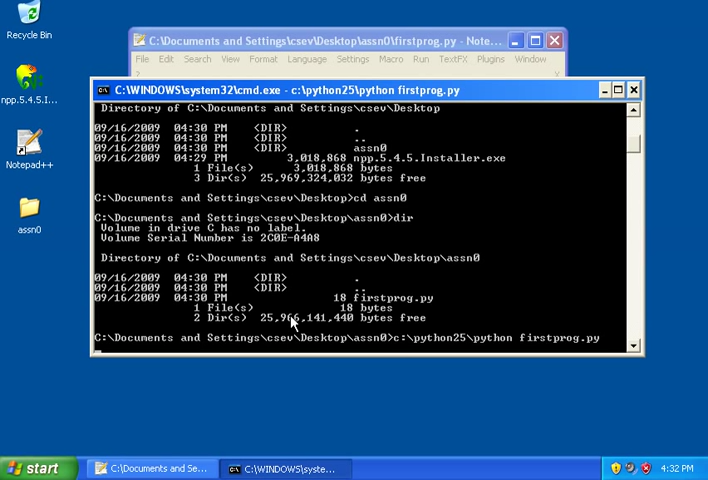 Recycle Bin
npp.5.4.5.I...
Notepad++
assn0
C:\Documents and Settings\csev\Desktop\assn0\firstprog.py - Note...
File Edit Search View Format Language Settings Macro Run TextFX Plugins Window
?
X
C:\WINDOWS\system32\cmd.exe - c:\python25\python firstprog.py
Directory of C:\Documents and Settings\csev\Desktop
09/16/2009 04:30 PM <DIR> .
09/16/2009 04:30 PM <DIR> ..
09/16/2009 04:30 PM <DIR> assn0
09/16/2009 04:29 PM 3,018,868 npp.5.4.5.Installer.exe
1 File(s) 3,018,868 bytes
3 Dir(s) 25,969,324,032 bytes free
C:\Documents and Settings\csev\Desktop>cd assn0
C:\Documents and Settings\csev\Desktop\assn0>dir
Volume in drive C has no label.
Volume Serial Number is 2C0E-A4A8
Directory of C:\Documents and Settings\csev\Desktop\assn0
09/16/2009 04:30 PM <DIR> .
09/16/2009 04:30 PM <DIR> ..
09/16/2009 04:30 PM 18 firstprog.py
1 File(s) 18 bytes
2 Dir(s) 25,966,141,440 bytes free
C:\Documents and Settings\csev\Desktop\assn0>c:\python25\python firstprog.py
start
C:\Documents and Se...
C:\WINDOWS\syste...
4:32 PM